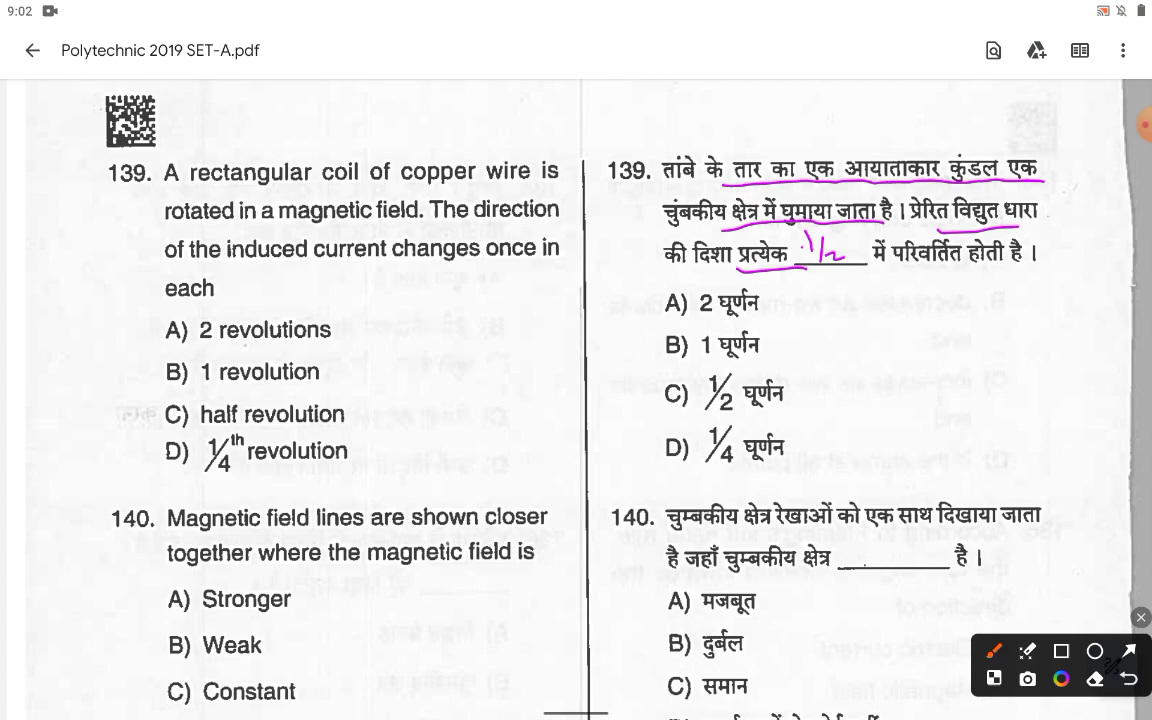 9:02
Polytechnic 2019 SET-A.pdf
139. A rectangular coil of copper wire is
rotated in a magnetic field. The direction
of the induced current changes once in
each
A) 2 revolutions
B) 1 revolution
C) half revolution
D) 1/4th revolution
140. Magnetic field lines are shown closer
together where the magnetic field is
A) Stronger
B) Weak
C) Constant
139. तांबे के तार का एक आयाताकार कुंडल एक
चुंबकीय क्षेत्र में घुमाया जाता है । प्रेरित विद्युत धारा
की दिशा प्रत्येक 1/2 में परिवर्तित होती है ।
A) 2 घूर्णन
B) 1 घूर्णन
C) 1/2 घूर्णन
D) 1/4 घूर्णन
140. चुम्बकीय क्षेत्र रेखाओं को एक साथ दिखाया जाता
है जहाँ चुम्बकीय क्षेत्र __________ है ।
A) मजबूत
B) दुर्बल
C) समान